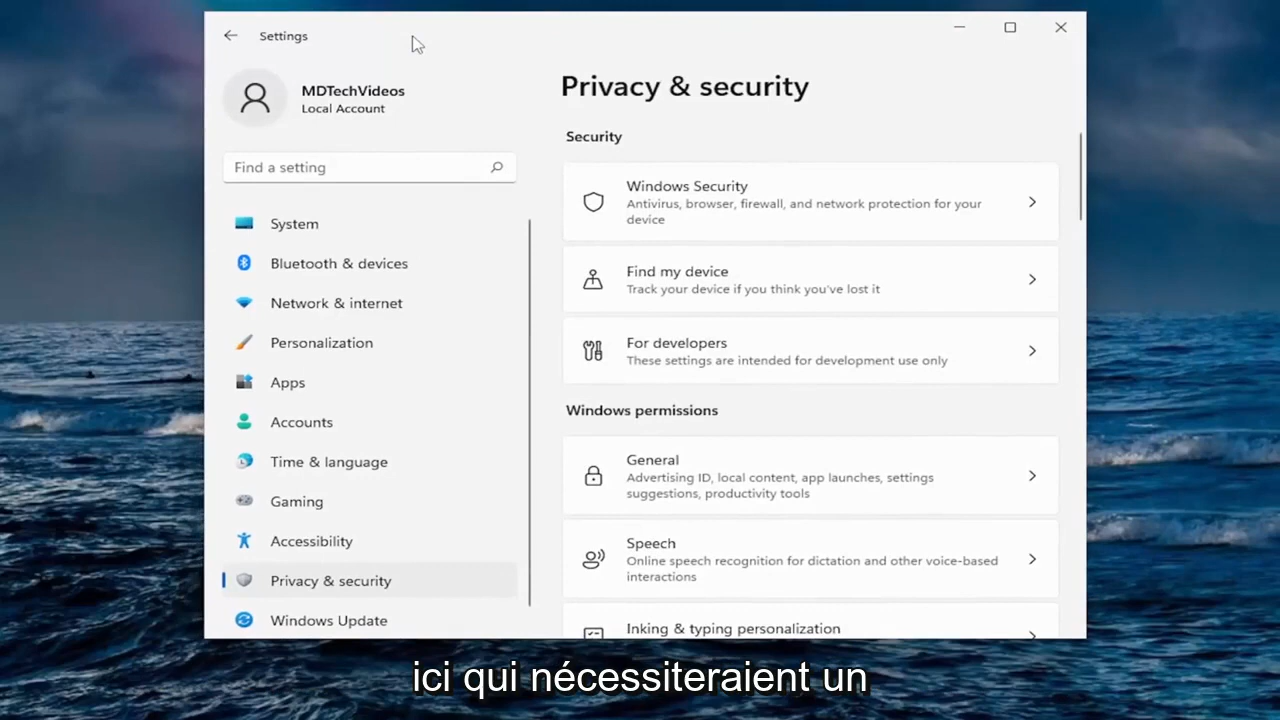 Settings
MDTechVideos
Local Account
Find a setting
System
Bluetooth & devices
Network & internet
Personalization
Apps
Accounts
Time & language
Gaming
Accessibility
Privacy & security
Windows Update
Privacy & security
Security
Windows Security
Antivirus, browser, firewall, and network protection for your
device
Find my device
Track your device if you think you've lost it
For developers
These settings are intended for development use only
Windows permissions
General
Advertising ID, local content, app launches, settings
suggestions, productivity tools
Speech
Online speech recognition for dictation and other voice-based
interactions
Inking & typing personalization
ici qui nécessiteraient un